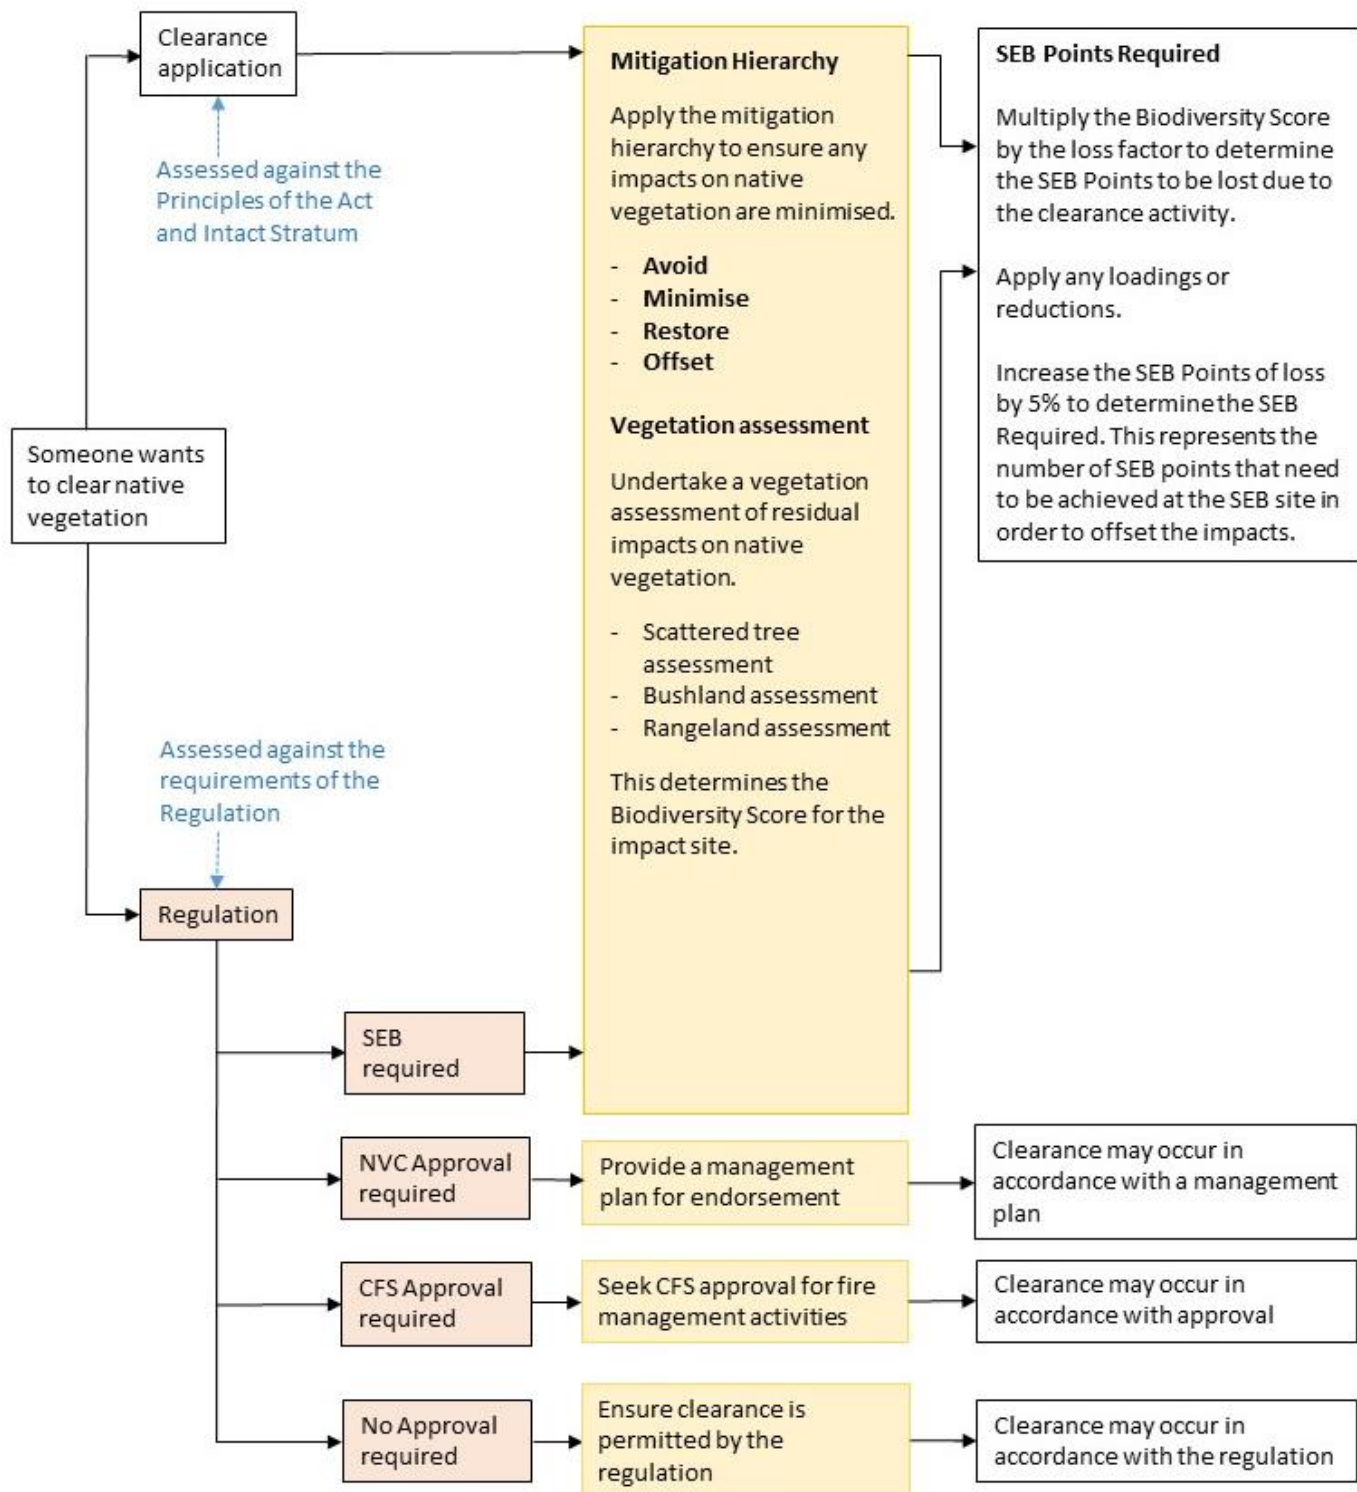 Clearance
application
Assessed against the
Principles of the Act
and Intact Stratum
Someone wants
to clear native
vegetation
Assessed against the
requirements of the
Regulation
Regulation
SEB
required
NVC Approval
required
CFS Approval
required
No Approval
required
Mitigation Hierarchy
Apply the mitigation
hierarchy to ensure any
impacts on native
vegetation are minimised.
- Avoid
- Minimise
- Restore
- Offset
Vegetation assessment
Undertake a vegetation
assessment of residual
impacts on native
vegetation.
- Scattered tree
assessment
- Bushland assessment
- Rangeland assessment
This determines the
Biodiversity Score for the
impact site.
Provide a management
plan for endorsement
Seek CFS approval for fire
management activities
Ensure clearance is
permitted by the
regulation
SEB Points Required
Multiply the Biodiversity Score
by the loss factor to determine
the SEB Points to be lost due to
the clearance activity.
Apply any loadings or
reductions.
Increase the SEB Points of loss
by 5% to determine the SEB
Required. This represents the
number of SEB points that need
to be achieved at the SEB site in
order to offset the impacts.
Clearance may occur in
accordance with a management
plan
Clearance may occur in
accordance with approval
Clearance may occur in
accordance with the regulation